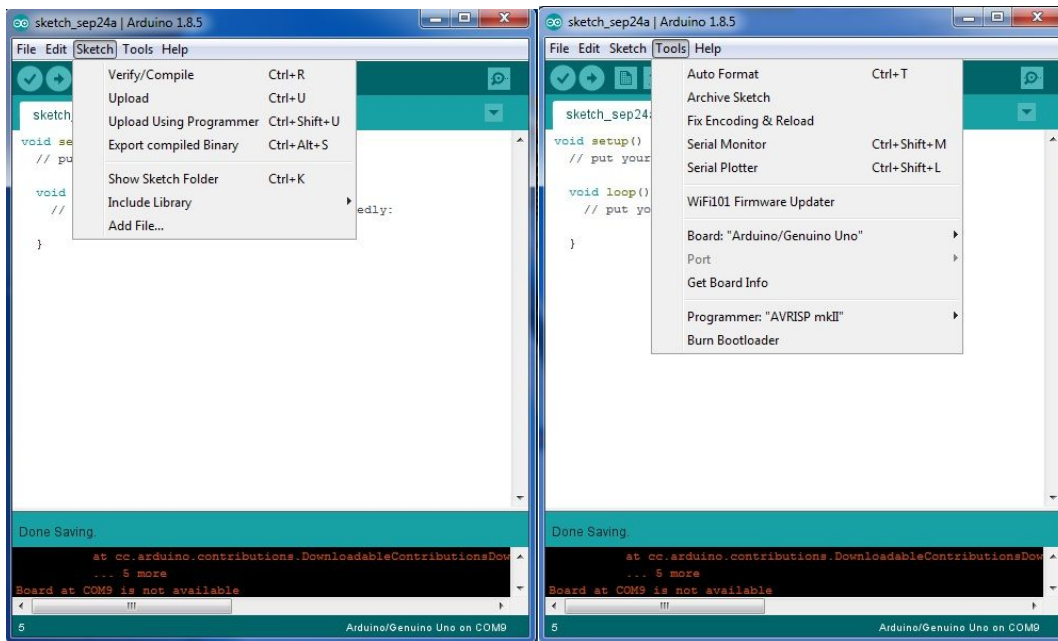 sketch_sep24a | Arduino 1.8.5
File Edit Sketch Tools Help
Verify/Compile Ctrl+R
Upload Ctrl+U
Upload Using Programmer Ctrl+Shift+U
Export compiled Binary Ctrl+Alt+S
Show Sketch Folder Ctrl+K
Include Library
Add File...
sketch_
void se
// pu
void
// edly:
}
Done Saving.
at cc.arduino.contributions.DownloadableContributionsDow
... 5 more
Board at COM9 is not available
5 Arduino/Genuino Uno on COM9
sketch_sep24a | Arduino 1.8.5
File Edit Sketch Tools Help
Auto Format Ctrl+T
Archive Sketch
Fix Encoding & Reload
Serial Monitor Ctrl+Shift+M
Serial Plotter Ctrl+Shift+L
WiFi101 Firmware Updater
Board: "Arduino/Genuino Uno"
Port
Get Board Info
Programmer: "AVRISP mkII"
Burn Bootloader
sketch_sep24a
void setup()
// put your
void loop()
// put yo
}
Done Saving.
at cc.arduino.contributions.DownloadableContributionsDow
... 5 more
Board at COM9 is not available
5 Arduino/Genuino Uno on COM9